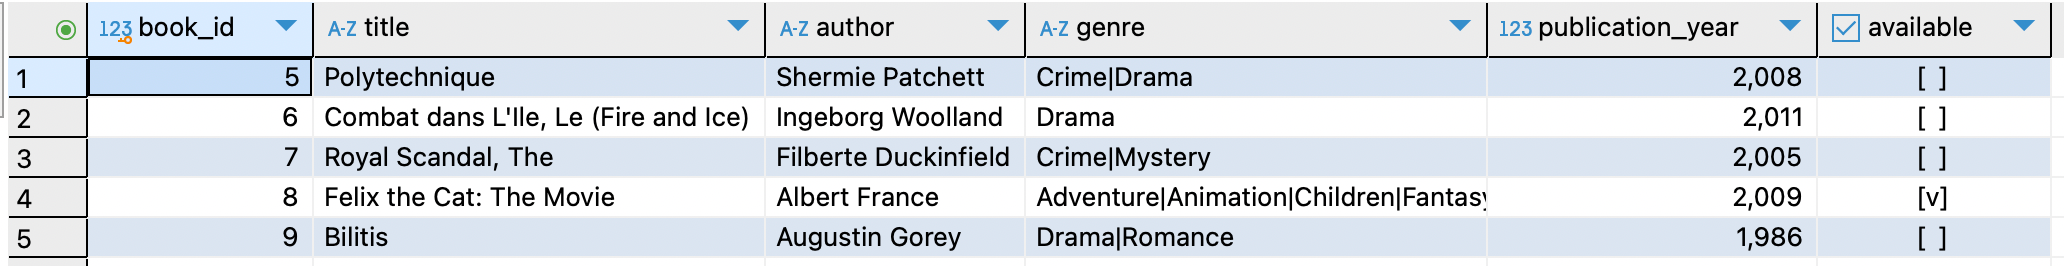 123 book_id A-Z title A-Z author A-Z genre 123 publication_year available
1 5 Polytechnique Shermie Patchett Crime|Drama 2,008 [ ]
2 6 Combat dans L'Ile, Le (Fire and Ice) Ingeborg Woolland Drama 2,011 [ ]
3 7 Royal Scandal, The Filberte Duckinfield Crime|Mystery 2,005 [ ]
4 8 Felix the Cat: The Movie Albert France Adventure|Animation|Children|Fantasy 2,009 [v]
5 9 Bilitis Augustin Gorey Drama|Romance 1,986 [ ]